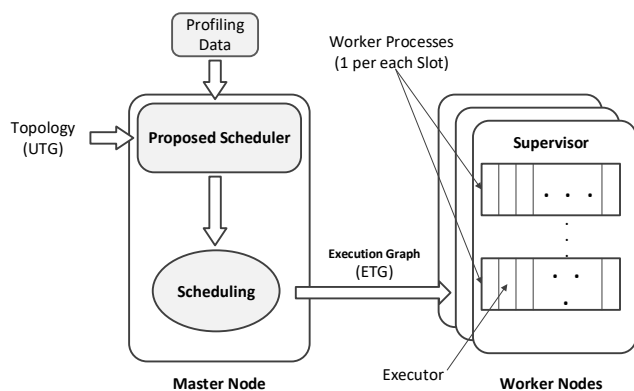 Profiling
Data
Worker Processes
(1 per each Slot)
Topology
(UTG)
Proposed Scheduler
Supervisor
Execution Graph
(ETG)
Scheduling
Executor
Master Node
Worker Nodes